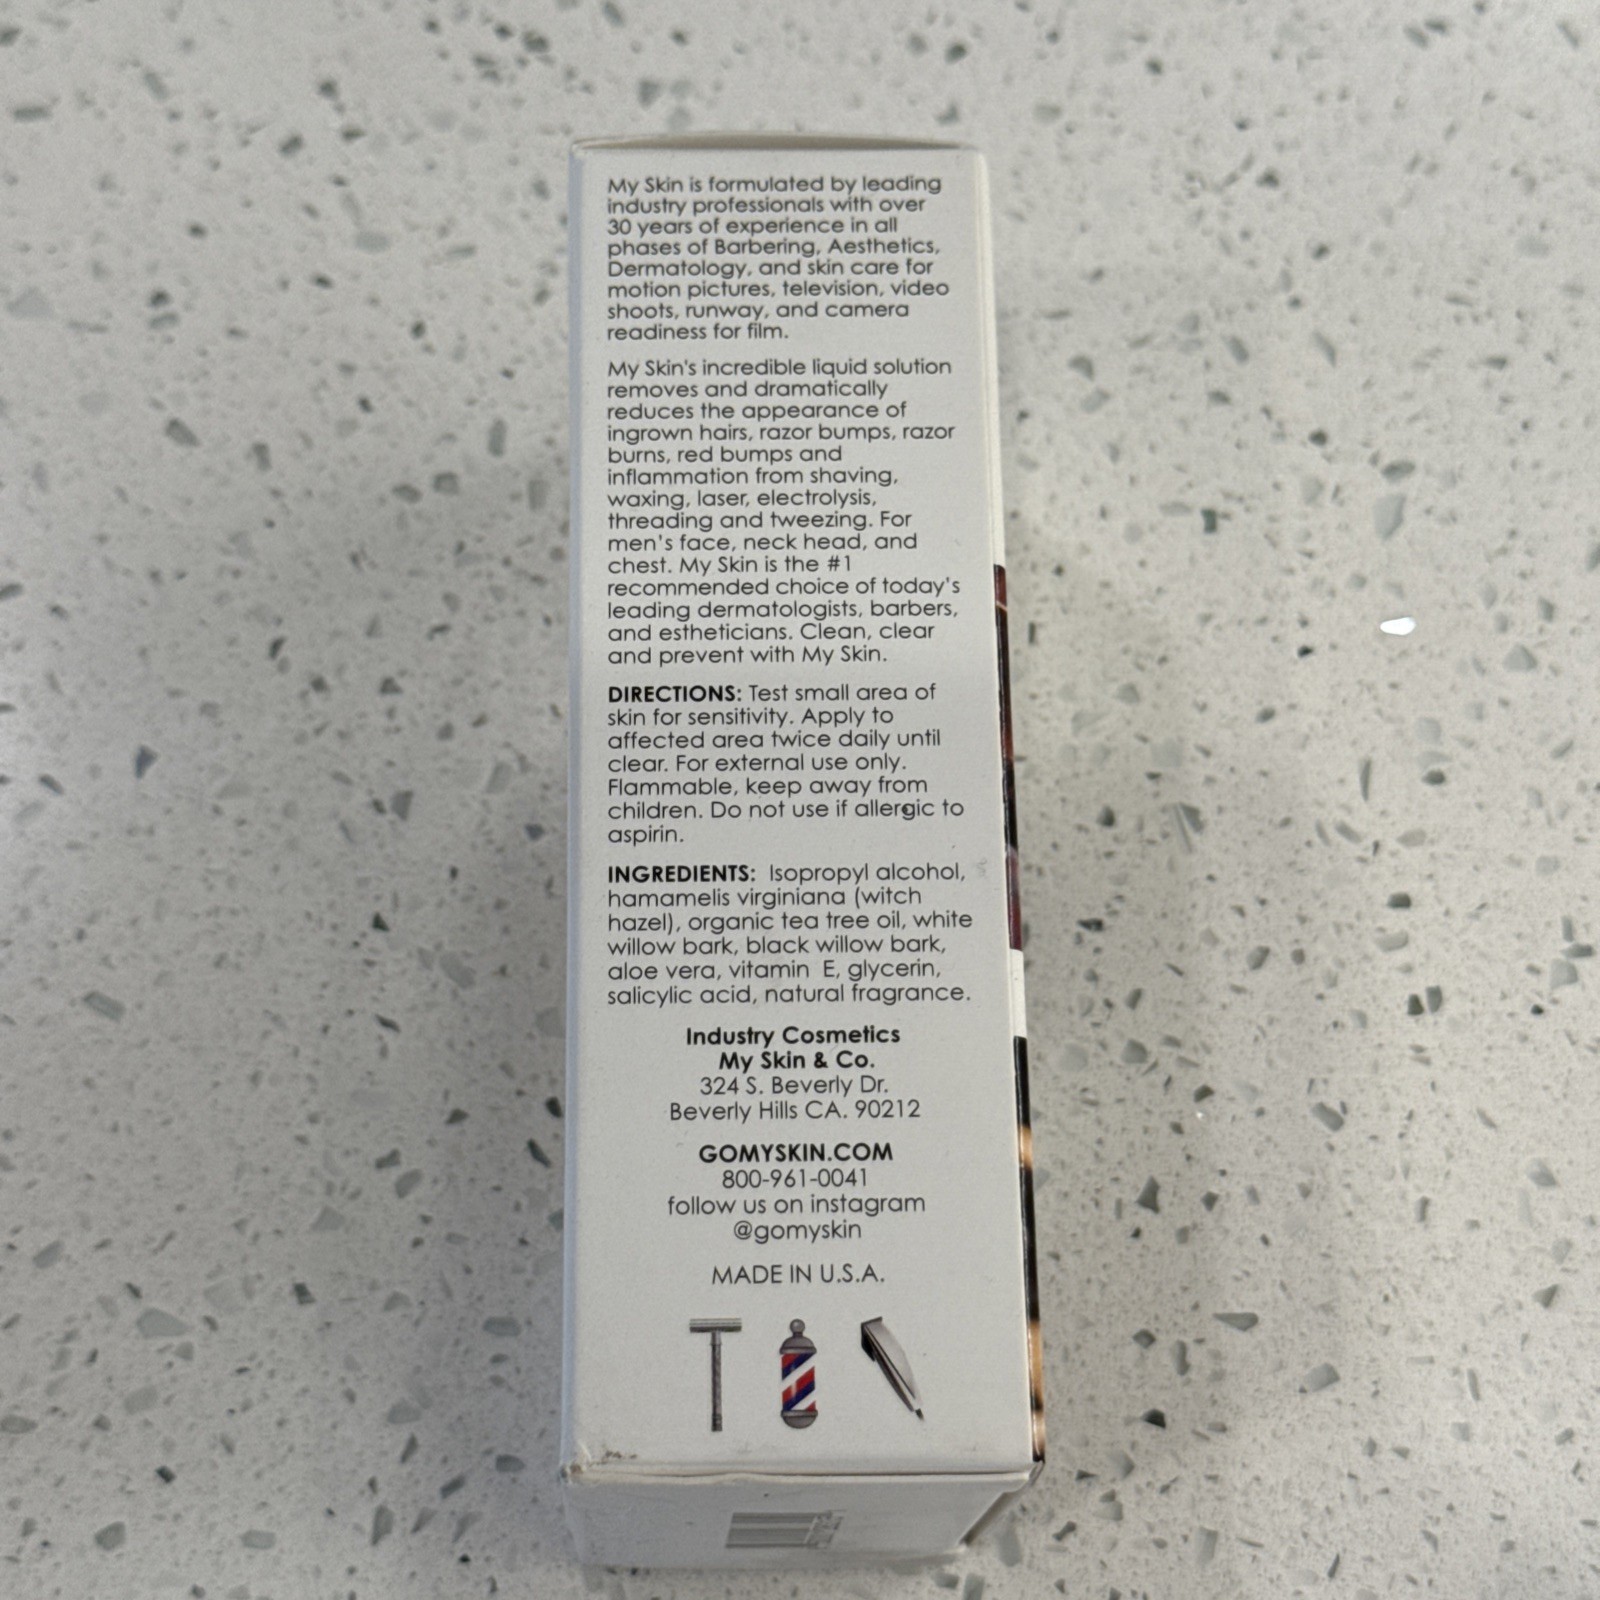 My Skin is formulated by leading
industry professionals with over
30 years of experience in all
phases of Barbering, Aesthetics,
Dermatology, and skin care for
motion pictures, television, video
shoots, runway, and camera
readiness for film.
My Skin's incredible liquid solution
removes and dramatically
reduces the appearance of
ingrown hairs, razor bumps, razor
burns, red bumps and
inflammation from shaving,
waxing, laser, electrolysis,
threading and tweezing. For
men's face, neck head, and
chest. My Skin is the #1
recommended choice of today's
leading dermatologists, barbers,
and estheticians. Clean, clear
and prevent with My Skin.
DIRECTIONS: Test small area of
skin for sensitivity. Apply to
affected area twice daily until
clear. For external use only.
Flammable, keep away from
children. Do not use if allergic to
aspirin.
INGREDIENTS: Isopropyl alcohol,
hamamelis virginiana (witch
hazel), organic tea tree oil, white
willow bark, black willow bark,
aloe vera, vitamin E, glycerin,
salicylic acid, natural fragrance.
Industry Cosmetics
My Skin & Co.
324 S. Beverly Dr.
Beverly Hills CA. 90212
GOMYSKIN.COM
800-961-0041
follow us on instagram
@gomyskin
MADE IN U.S.A.